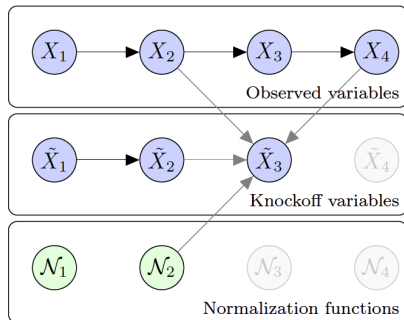 X₁ X₂ X₃ X₄
Observed variables
X̃₁ X̃₂ X̃₃ X̃₄
Knockoff variables
𝒩₁ 𝒩₂ 𝒩₃ 𝒩₄
Normalization functions